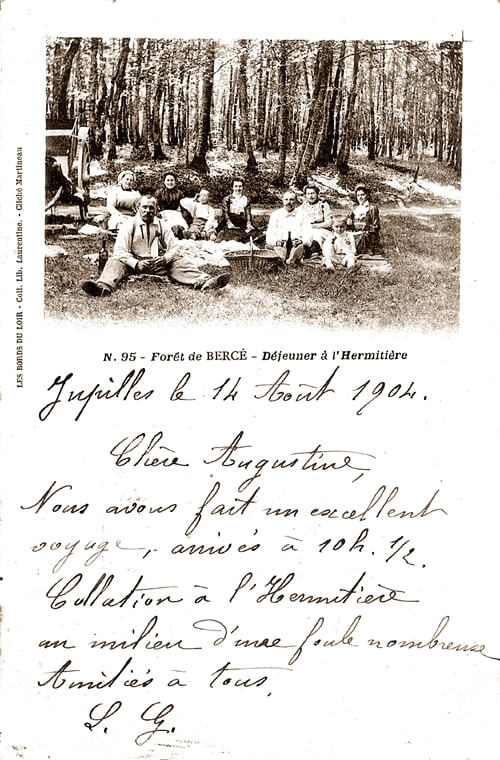 LES BORDS DU LOIR - Coll. Lib. Laurentine. - Cliché Martineau
N. 95 - Forêt de BERCÉ - Déjeuner à l'Hermitière
Jupilles le 14 Août 1904.
Chère Augustine,
Nous avons fait un excellent
voyage, arrivés à 10h. 1/2.
Collation à l'Hermitière
au milieu d'une foule nombreuse
Amitiés à tous,
L. G.